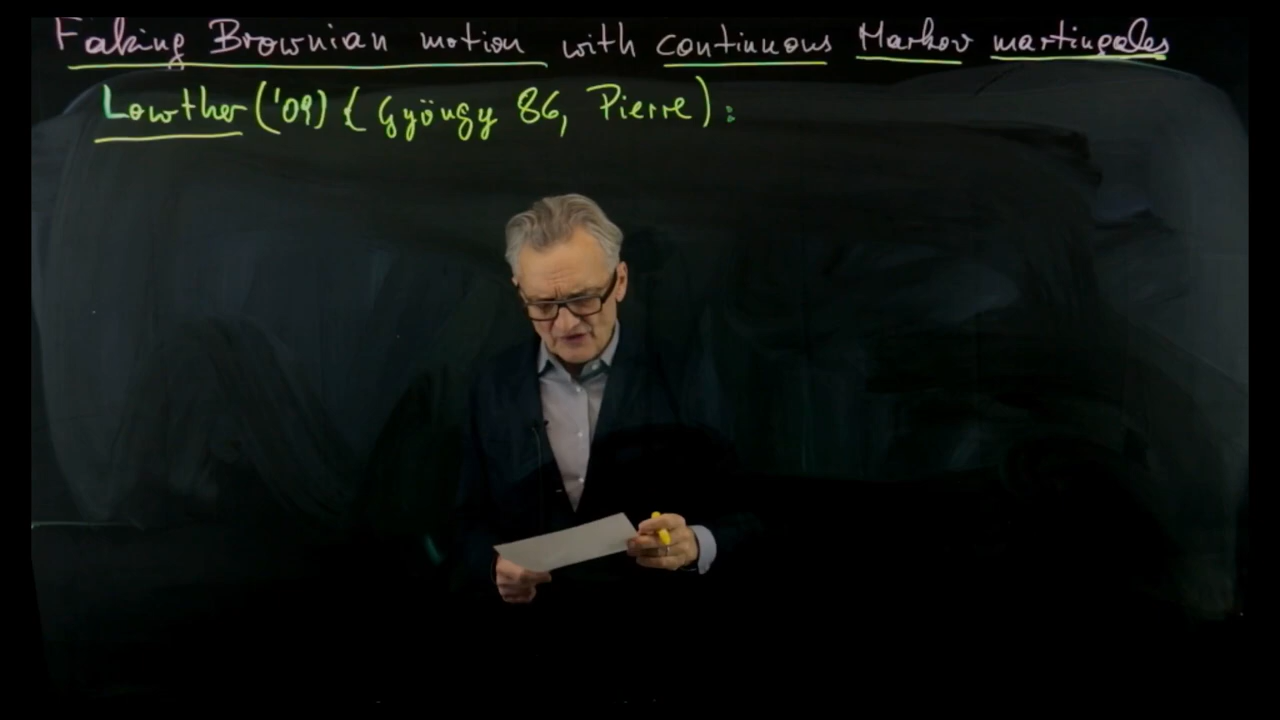 Faking Brownian motion with continuous Markov martingales
Lowther ('09) { Gyöngy 86, Pierre) :